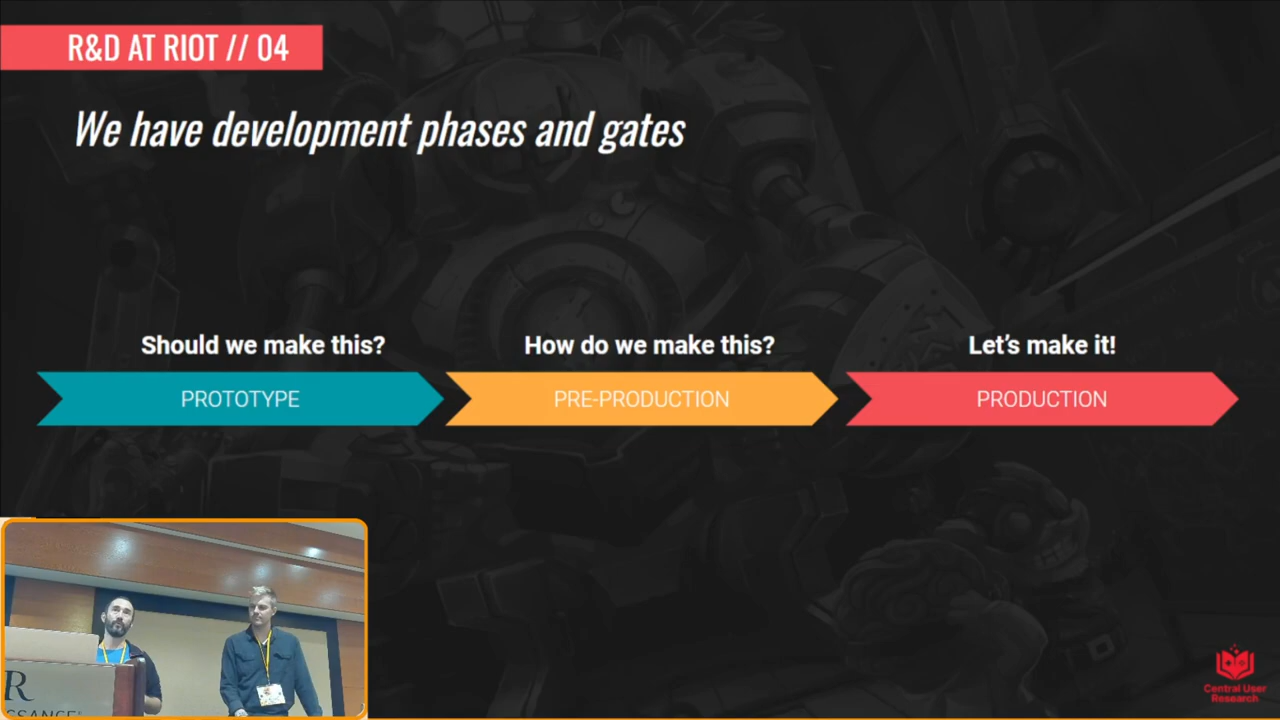 R&D AT RIOT // 04
We have development phases and gates
Should we make this?
How do we make this?
Let's make it!
PROTOTYPE
PRE-PRODUCTION
PRODUCTION
R
Central User
Research